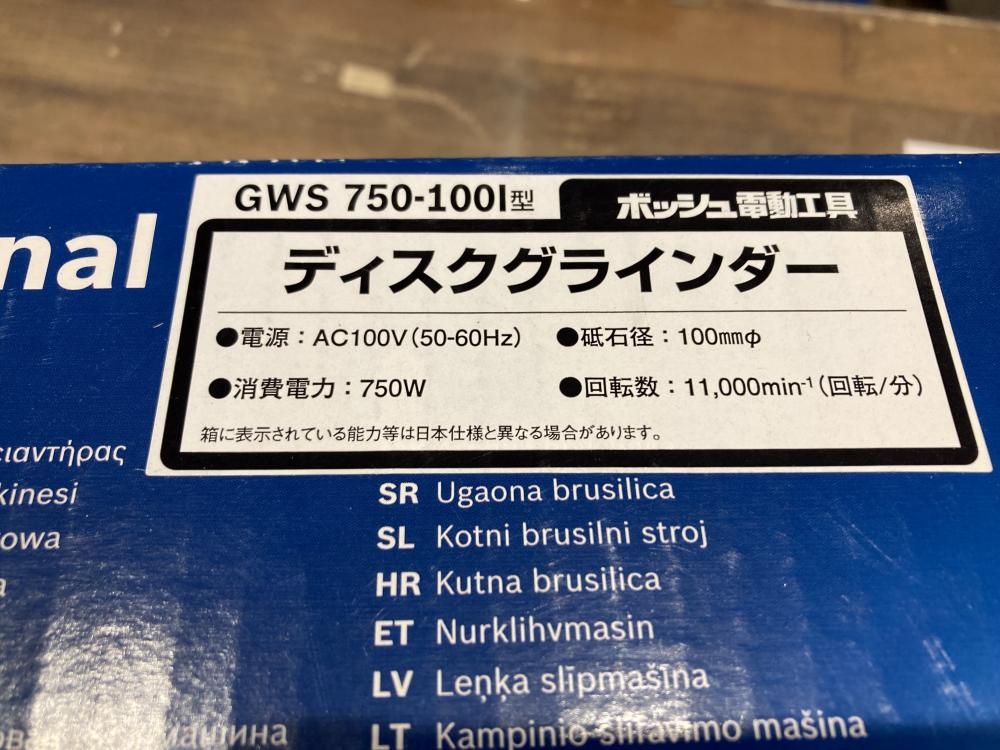 GWS 750-100I型
ボッシュ電動工具
ディスクグラインダー
●電源：AC100V(50-60Hz)
●砥石径：100㎜φ
●消費電力：750W
●回転数：11,000min⁻¹(回転/分)
箱に表示されている能力等は日本仕様と異なる場合があります。
nal
ειαντήρας
kinesi
owa
a
SR Ugaona brusilica
SL Kotni brusilni stroj
HR Kutna brusilica
ET Nurklihvmasin
LV Leņķa slīpmašīna
LT Kampinio šlifavimo mašina